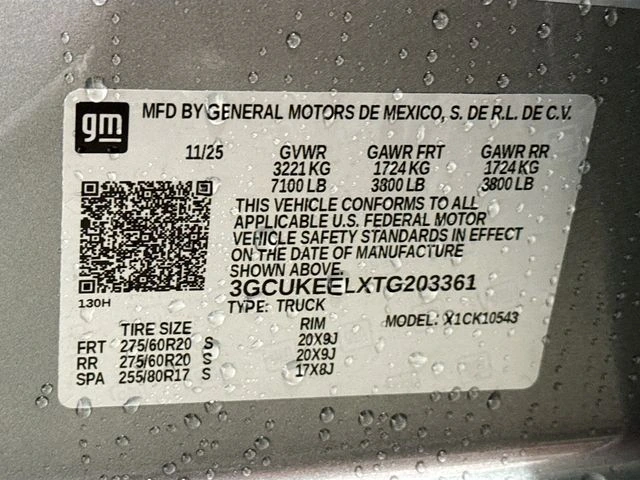 gm
MFD BY GENERAL MOTORS DE MEXICO, S. DE R.L. DE C.V.
11/25 GVWR GAWR FRT GAWR RR
3221 KG 1724 KG 1724 KG
7100 LB 3800 LB 3800 LB
THIS VEHICLE CONFORMS TO ALL
APPLICABLE U.S. FEDERAL MOTOR
VEHICLE SAFETY STANDARDS IN EFFECT
ON THE DATE OF MANUFACTURE
SHOWN ABOVE.
130H
3GCUKEELXTG203361
TYPE: TRUCK
TIRE SIZE RIM MODEL: X1CK10543
FRT 275/60R20 S 20X9J
RR 275/60R20 S 20X9J
SPA 255/80R17 S 17X8J